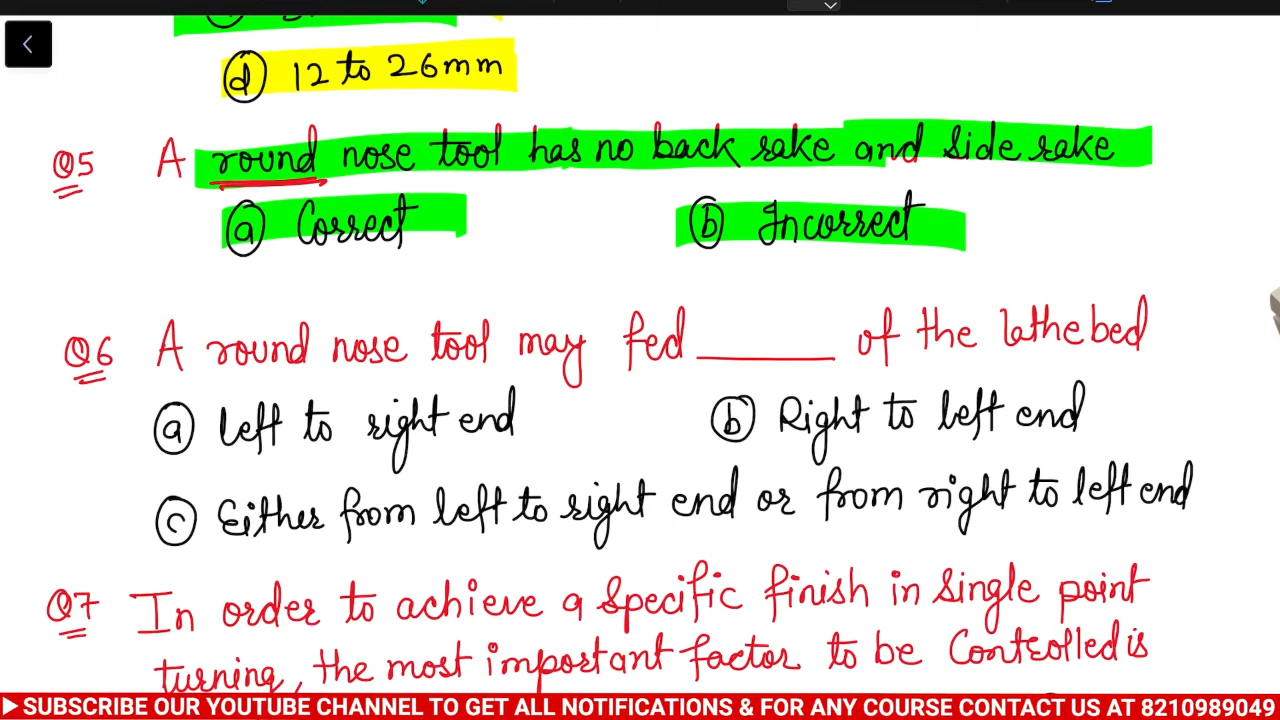 d 12 to 26mm
Q5 A round nose tool has no back rake and side rake
a Correct b Incorrect
Q6 A round nose tool may fed ______ of the lathe bed
a left to right end b Right to left end
c Either from left to right end or from right to left end
Q7 In order to achieve a specific finish in single point
turning, the most important factor to be Controlled is
SUBSCRIBE OUR YOUTUBE CHANNEL TO GET ALL NOTIFICATIONS & FOR ANY COURSE CONTACT US AT 8210989049